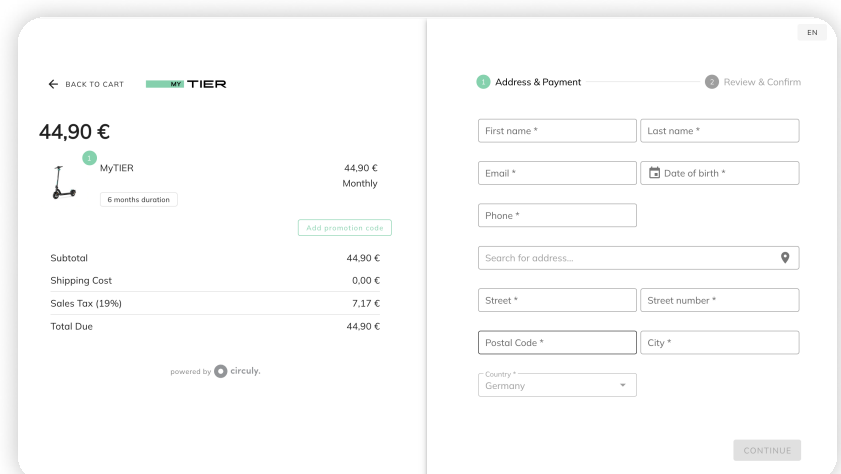 EN
BACK TO CART
MY TIER
44,90 €
1
MyTIER 44,90 €
Monthly
6 months duration
Add promotion code
Subtotal 44,90 €
Shipping Cost 0,00 €
Sales Tax (19%) 7,17 €
Total Due 44,90 €
powered by circuly.
1 Address & Payment 2 Review & Confirm
First name * Last name *
Email * Date of birth *
Phone *
Search for address...
Street * Street number *
Postal Code * City *
Country *
Germany
CONTINUE